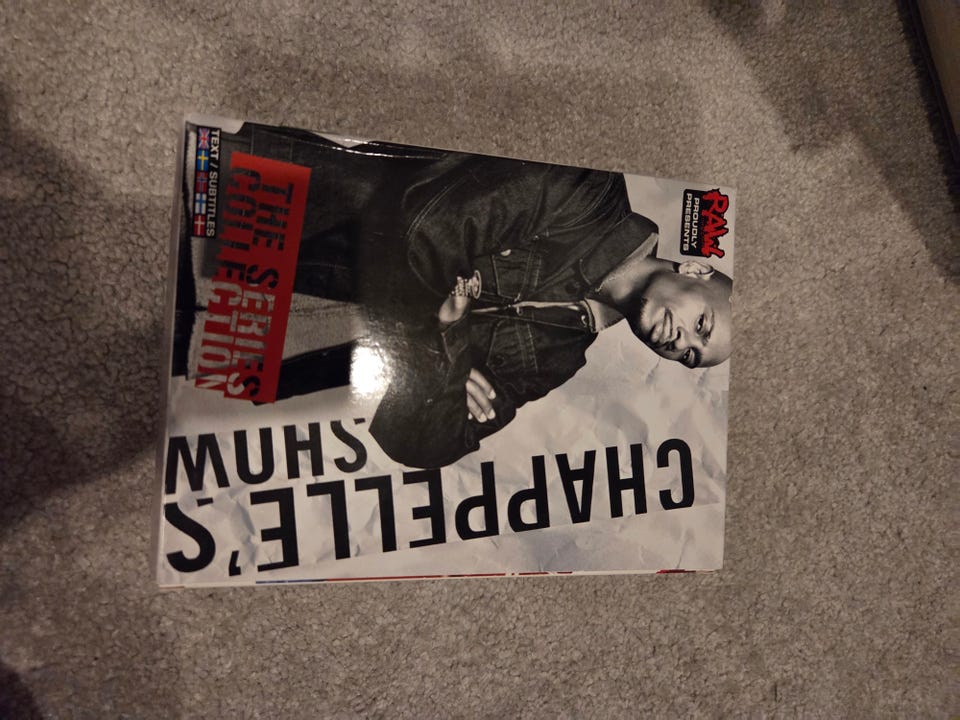 RAW
PROUDLY
PRESENTS
CHAPPELLE'S
SHOW
THE SERIES
COLLECTION
TEXT / SUBTITLES